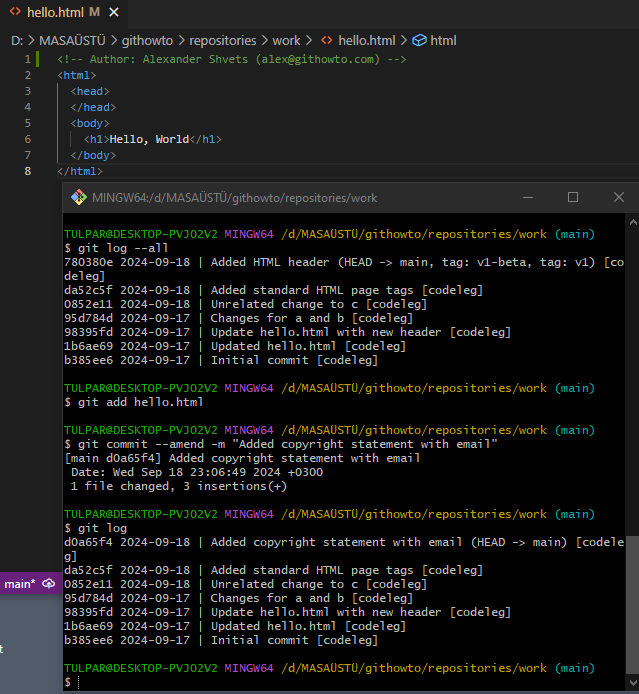 hello.html M
D: > MASAÜSTÜ > githowto > repositories > work > hello.html > html
1 <!-- Author: Alexander Shvets (alex@githowto.com) -->
2 <html>
3 <head>
4 </head>
5 <body>
6 <h1>Hello, World</h1>
7 </body>
8 </html>
MINGW64:/d/MASAÜSTÜ/githowto/repositories/work
TULPAR@DESKTOP-PVJO2V2 MINGW64 /d/MASAÜSTÜ/githowto/repositories/work (main)
$ git log --all
780380e 2024-09-18 | Added HTML header (HEAD -> main, tag: v1-beta, tag: v1) [co
deleg]
da52c5f 2024-09-18 | Added standard HTML page tags [codeleg]
0852e11 2024-09-18 | Unrelated change to c [codeleg]
95d784d 2024-09-17 | Changes for a and b [codeleg]
98395fd 2024-09-17 | Update hello.html with new header [codeleg]
1b6ae69 2024-09-17 | Updated hello.html [codeleg]
b385ee6 2024-09-17 | Initial commit [codeleg]
TULPAR@DESKTOP-PVJO2V2 MINGW64 /d/MASAÜSTÜ/githowto/repositories/work (main)
$ git add hello.html
TULPAR@DESKTOP-PVJO2V2 MINGW64 /d/MASAÜSTÜ/githowto/repositories/work (main)
$ git commit --amend -m "Added copyright statement with email"
[main d0a65f4] Added copyright statement with email
Date: Wed Sep 18 23:06:49 2024 +0300
1 file changed, 3 insertions(+)
TULPAR@DESKTOP-PVJO2V2 MINGW64 /d/MASAÜSTÜ/githowto/repositories/work (main)
$ git log
d0a65f4 2024-09-18 | Added copyright statement with email (HEAD -> main) [codele
g]
da52c5f 2024-09-18 | Added standard HTML page tags [codeleg]
0852e11 2024-09-18 | Unrelated change to c [codeleg]
95d784d 2024-09-17 | Changes for a and b [codeleg]
98395fd 2024-09-17 | Update hello.html with new header [codeleg]
1b6ae69 2024-09-17 | Updated hello.html [codeleg]
b385ee6 2024-09-17 | Initial commit [codeleg]
TULPAR@DESKTOP-PVJO2V2 MINGW64 /d/MASAÜSTÜ/githowto/repositories/work (main)
$
main*
t